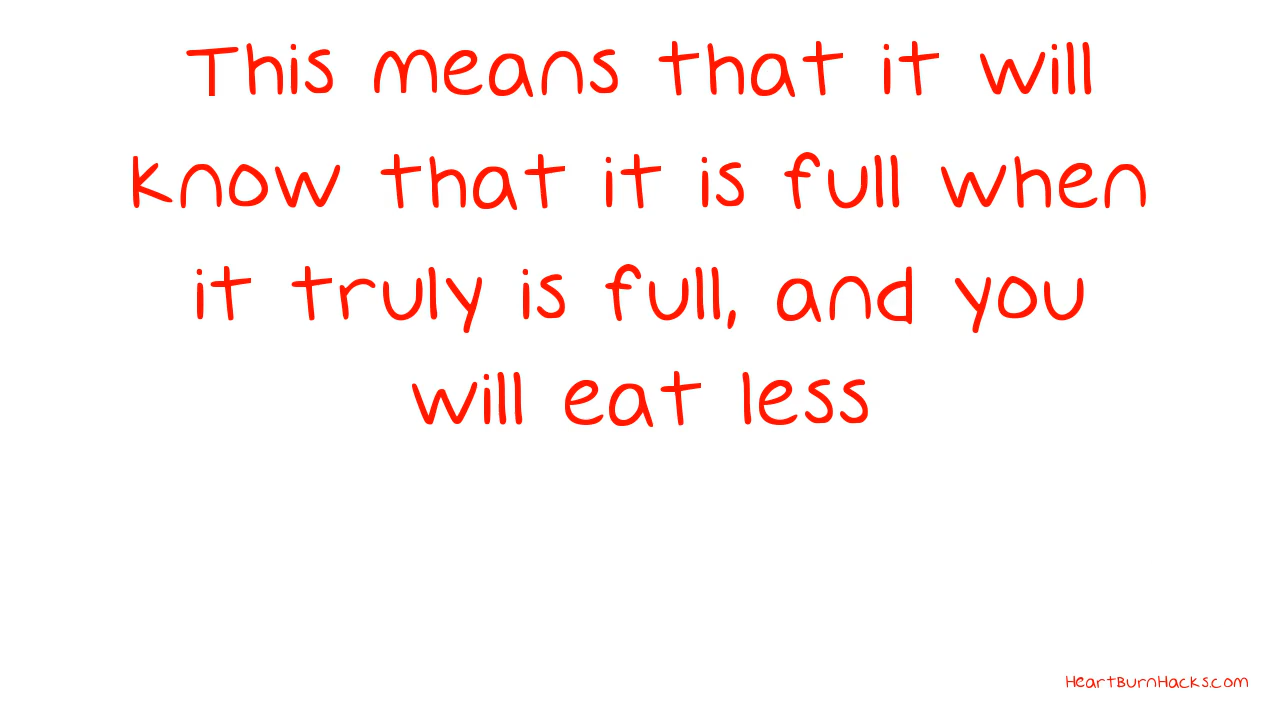 This means that it will
know that it is full when
it truly is full, and you
will eat less
HeartBurnHacks.com